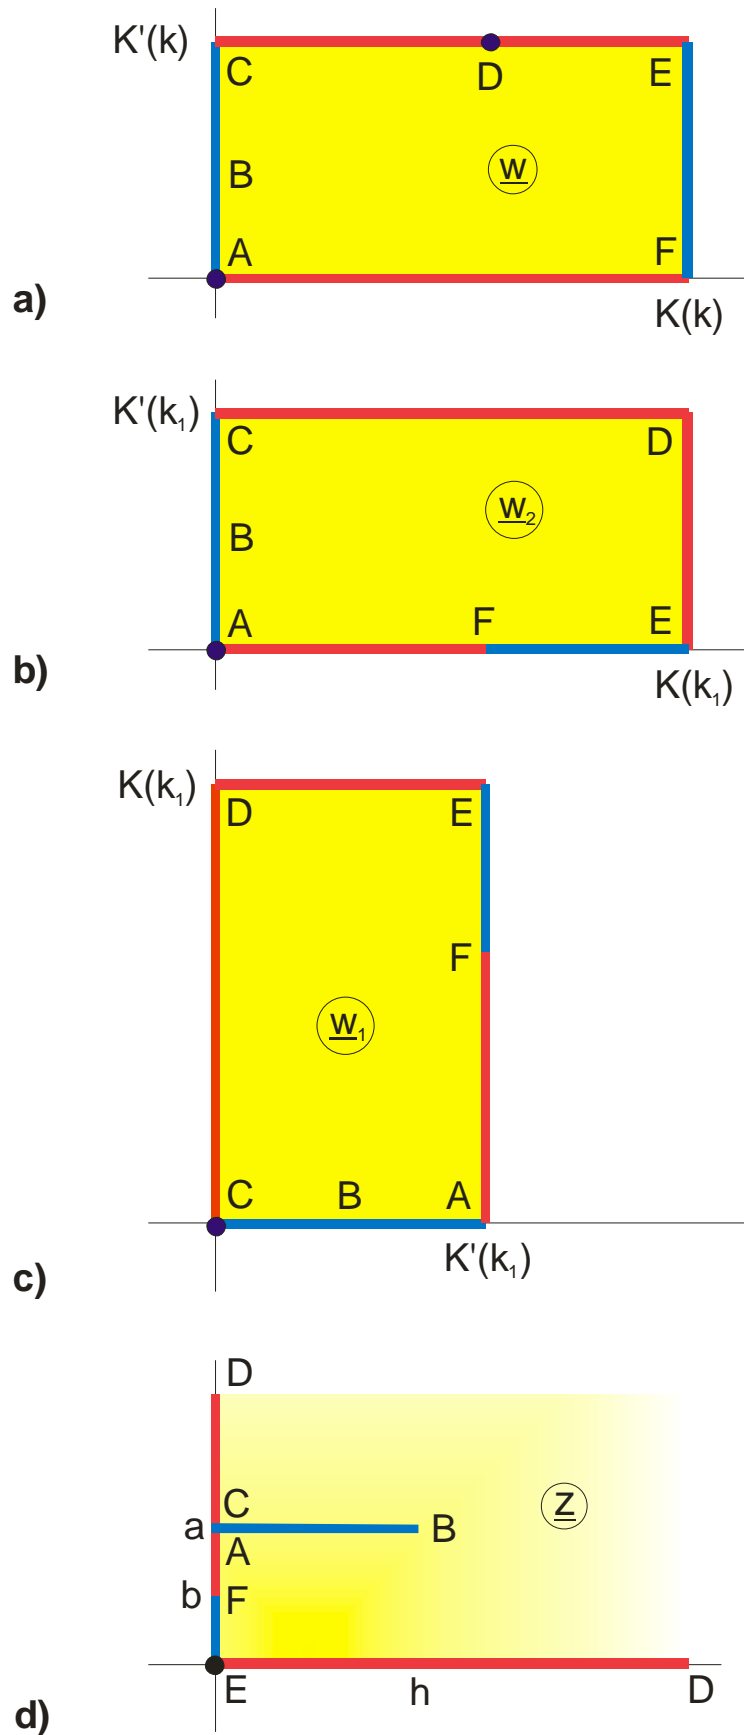 K'(k)
C
D
E
B
w
A
F
a)
K(k)
K'(k₁)
C
D
w₂
B
A
F
E
b)
K(k₁)
K(k₁)
D
E
F
w₁
C
B
A
K'(k₁)
c)
D
C
z
a
B
A
b
F
E
h
D
d)